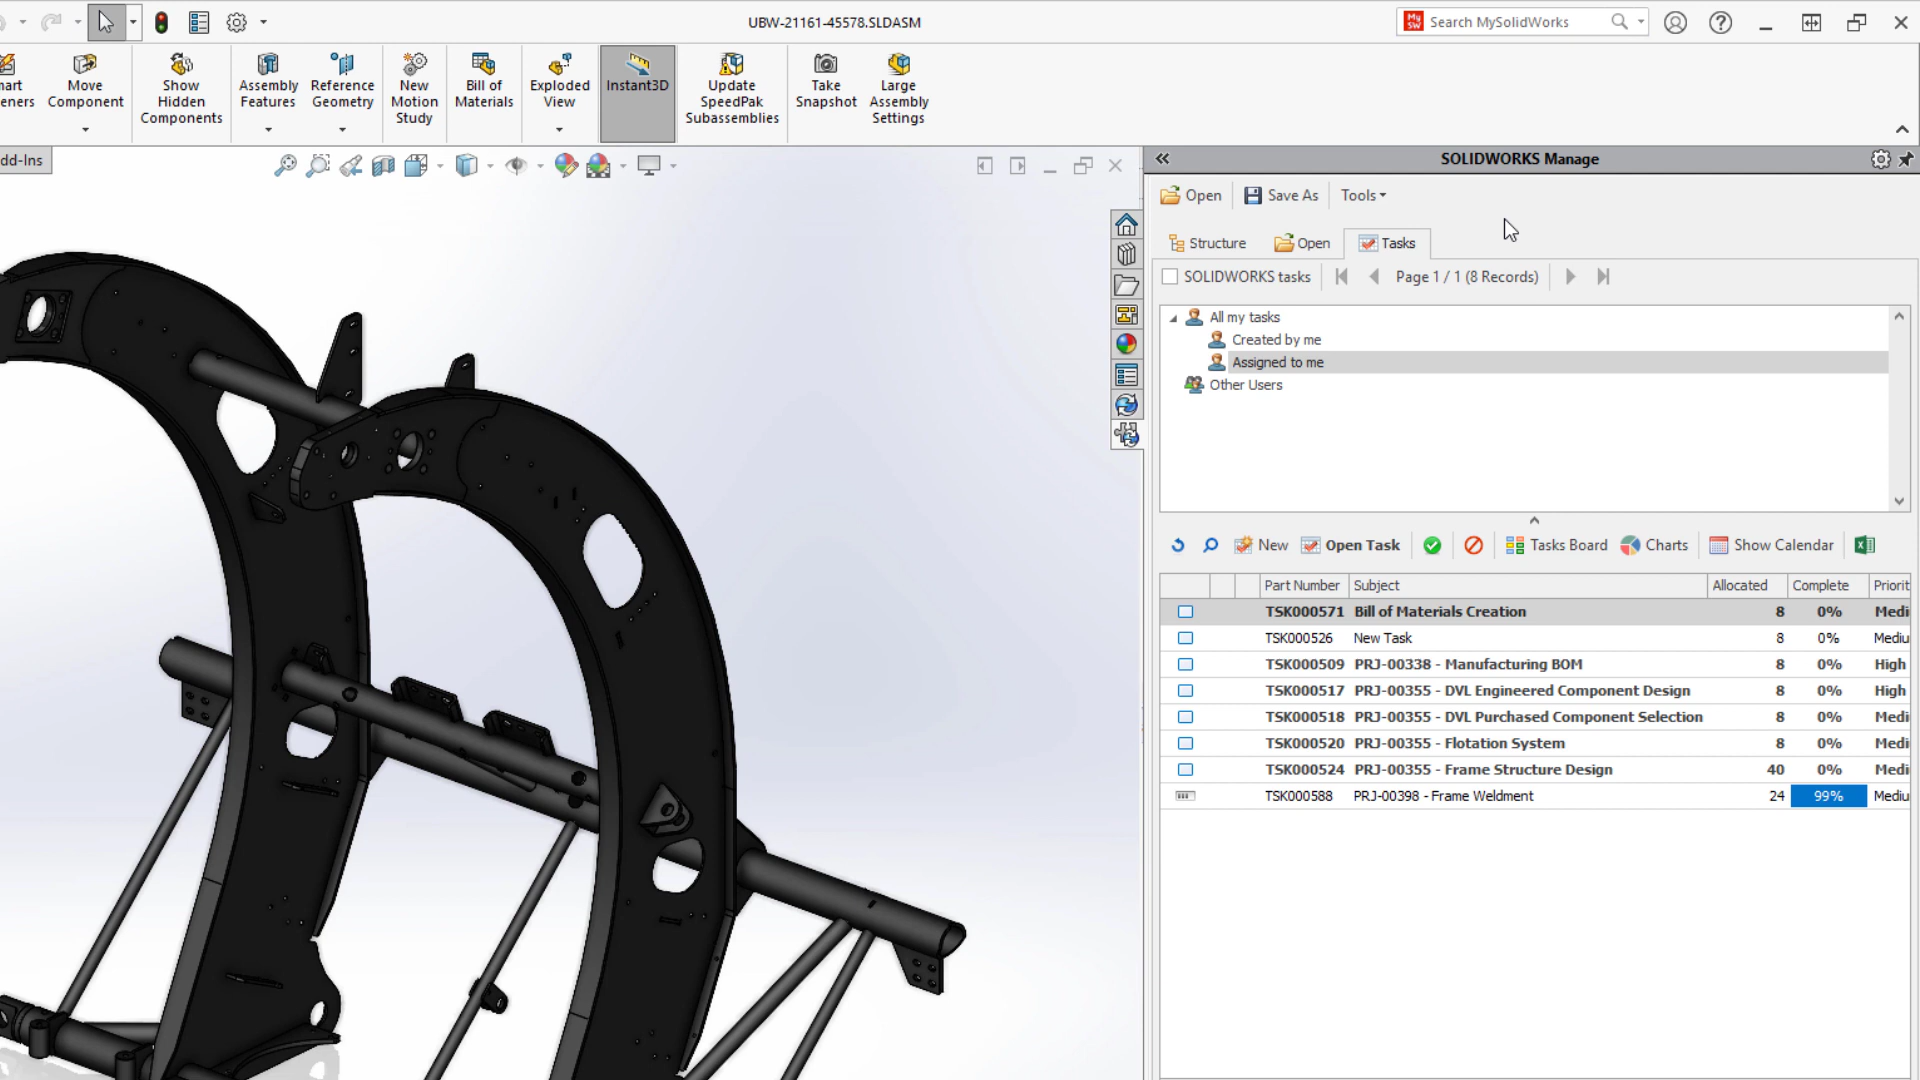 UBW-21161-45578.SLDASM
My SW Search MySolidWorks
Move Component
Show Hidden Components
Assembly Features
Reference Geometry
New Motion Study
Bill of Materials
Exploded View
Instant3D
Update SpeedPak Subassemblies
Take Snapshot
Large Assembly Settings
dd-Ins
SOLIDWORKS Manage
Open Save As Tools
Structure Open Tasks
SOLIDWORKS tasks Page 1 / 1 (8 Records)
All my tasks
Created by me
Assigned to me
Other Users
New Open Task Tasks Board Charts Show Calendar
Part Number Subject Allocated Complete Priorit
TSK000571 Bill of Materials Creation 8 0% Medi
TSK000526 New Task 8 0% Mediu
TSK000509 PRJ-00338 - Manufacturing BOM 8 0% High
TSK000517 PRJ-00355 - DVL Engineered Component Design 8 0% High
TSK000518 PRJ-00355 - DVL Purchased Component Selection 8 0% Medi
TSK000520 PRJ-00355 - Flotation System 8 0% Medi
TSK000524 PRJ-00355 - Frame Structure Design 40 0% Medi
TSK000588 PRJ-00398 - Frame Weldment 24 99% Mediu